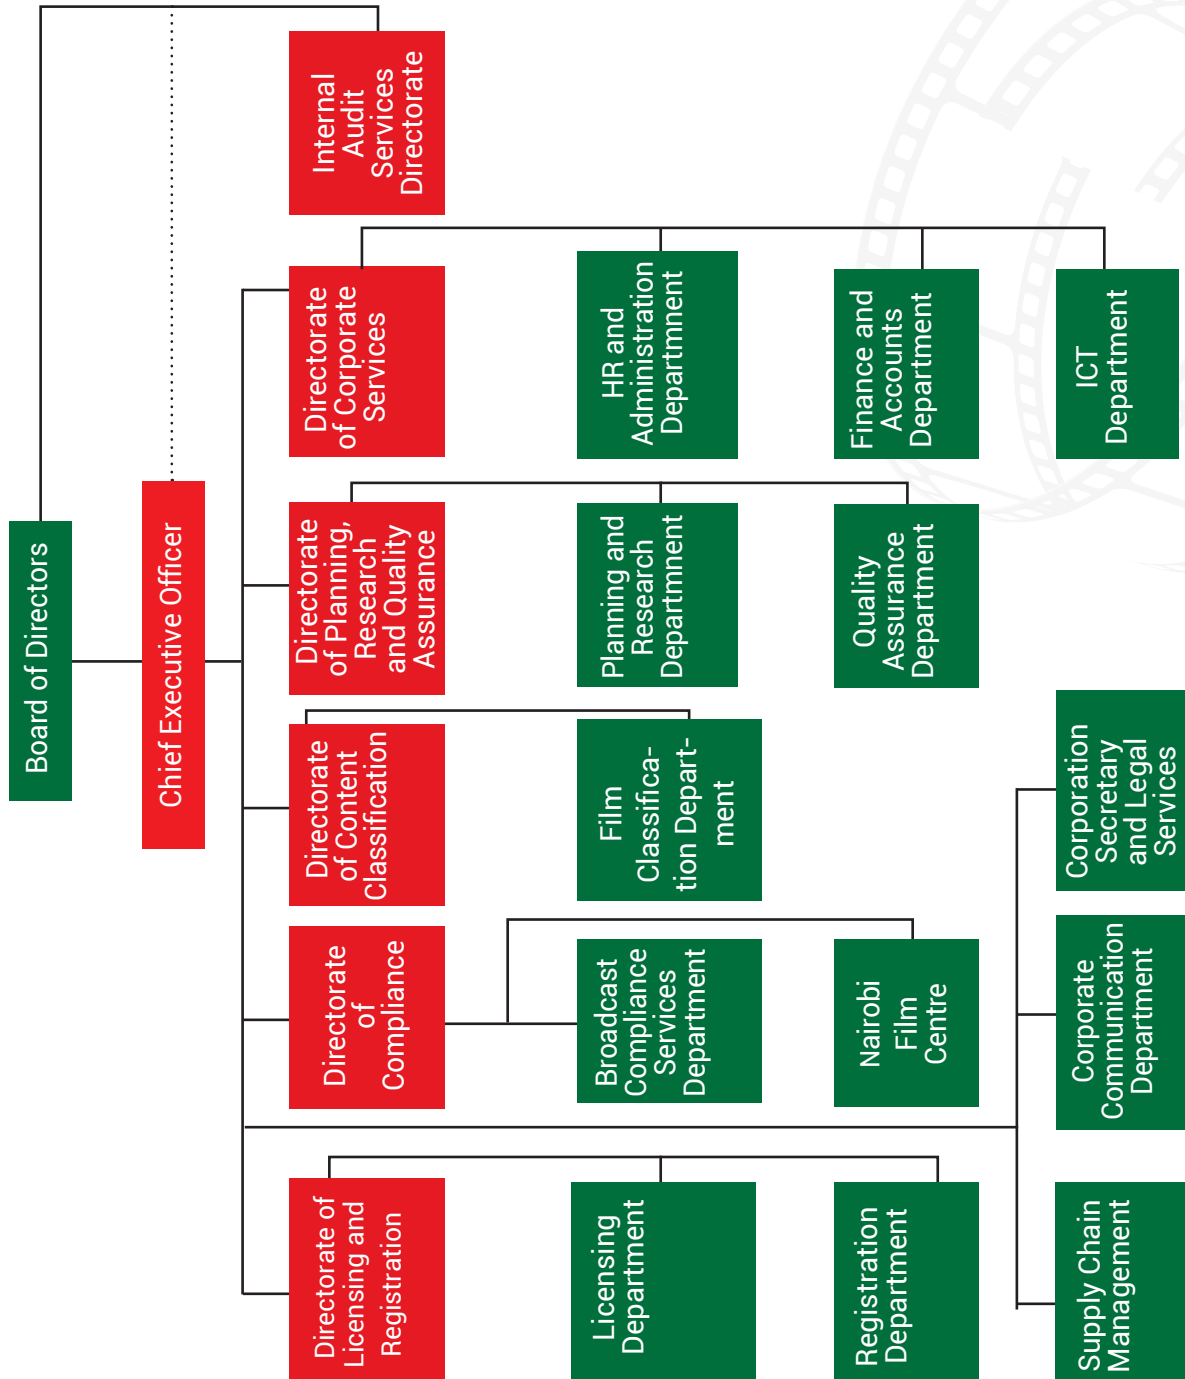 Board of Directors
Chief Executive Officer
Directorate of
Licensing and
Registration
Directorate
of
Compliance
Directorate
of Content
Classification
Directorate
of Planning,
Research
and Quality
Assurance
Directorate
of Corporate
Services
Internal
Audit
Services
Directorate
Licensing
Department
Broadcast
Compliance
Services
Department
Film
Classifica-
tion Depart-
ment
Planning and
Research
Departmnent
HR and
Administration
Departmnent
Registration
Department
Nairobi
Film
Centre
Quality
Assurance
Department
Finance and
Accounts
Department
Supply Chain
Management
Corporate
Communication
Department
Corporation
Secretary
and Legal
Services
ICT
Department